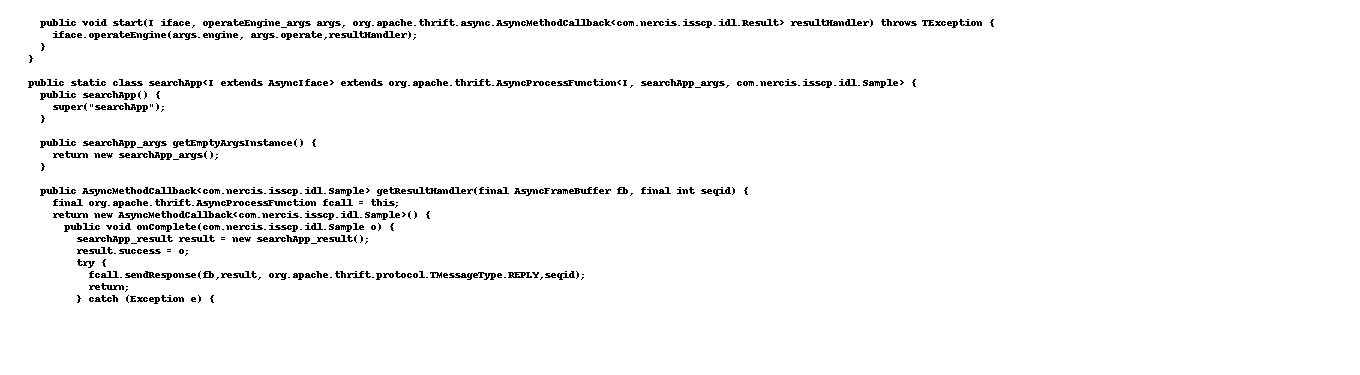 public void start(I iface, operateEngine_args args, org.apache.thrift.async.AsyncMethodCallback<com.nercis.isscp.idl.Result> resultHandler) throws TException {
iface.operateEngine(args.engine, args.operate,resultHandler);
}
}
public static class searchApp<I extends AsyncIface> extends org.apache.thrift.AsyncProcessFunction<I, searchApp_args, com.nercis.isscp.idl.Sample> {
public searchApp() {
super("searchApp");
}
public searchApp_args getEmptyArgsInstance() {
return new searchApp_args();
}
public AsyncMethodCallback<com.nercis.isscp.idl.Sample> getResultHandler(final AsyncFrameBuffer fb, final int seqid) {
final org.apache.thrift.AsyncProcessFunction fcall = this;
return new AsyncMethodCallback<com.nercis.isscp.idl.Sample>() {
public void onComplete(com.nercis.isscp.idl.Sample o) {
searchApp_result result = new searchApp_result();
result.success = o;
try {
fcall.sendResponse(fb,result, org.apache.thrift.protocol.TMessageType.REPLY,seqid);
return;
} catch (Exception e) {